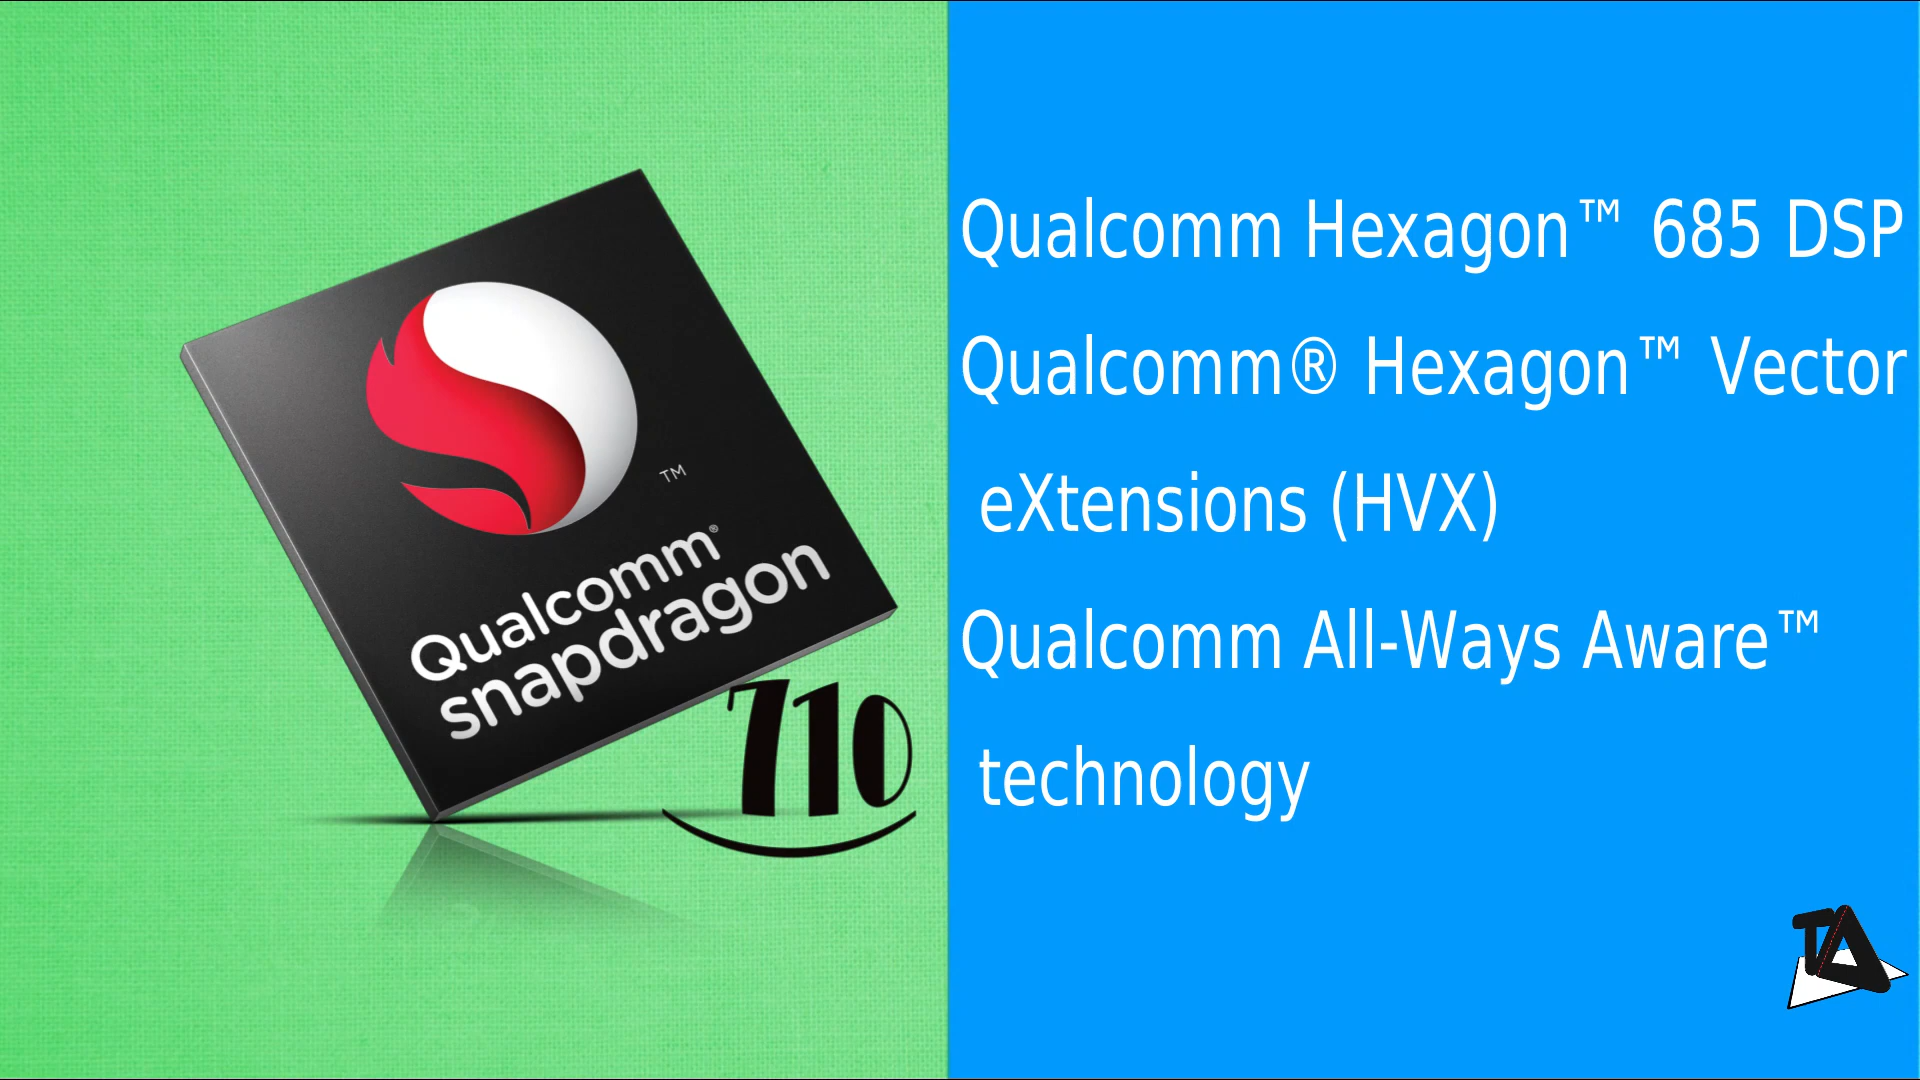 TM
Qualcomm®
snapdragon
710
Qualcomm Hexagon™ 685 DSP
Qualcomm® Hexagon™ Vector
eXtensions (HVX)
Qualcomm All-Ways Aware™
technology
TA